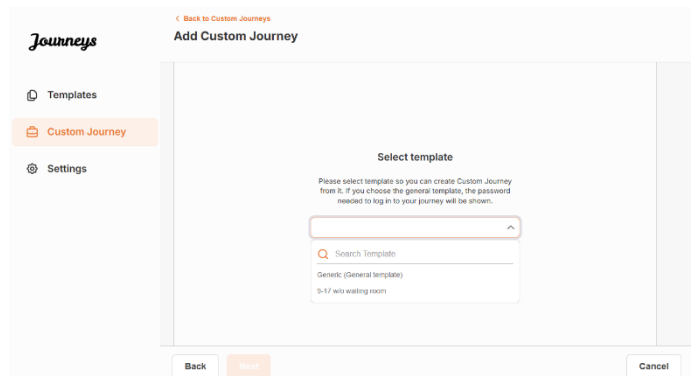 < Back to Custom Journeys
Add Custom Journey
Journeys
Templates
Custom Journey
Settings
Select template
Please select template so you can create Custom Journey
from it. If you choose the general template, the password
needed to log in to your journey will be shown.
Search Template
Generic (General template)
9-17 w/o waiting room
Back
Next
Cancel